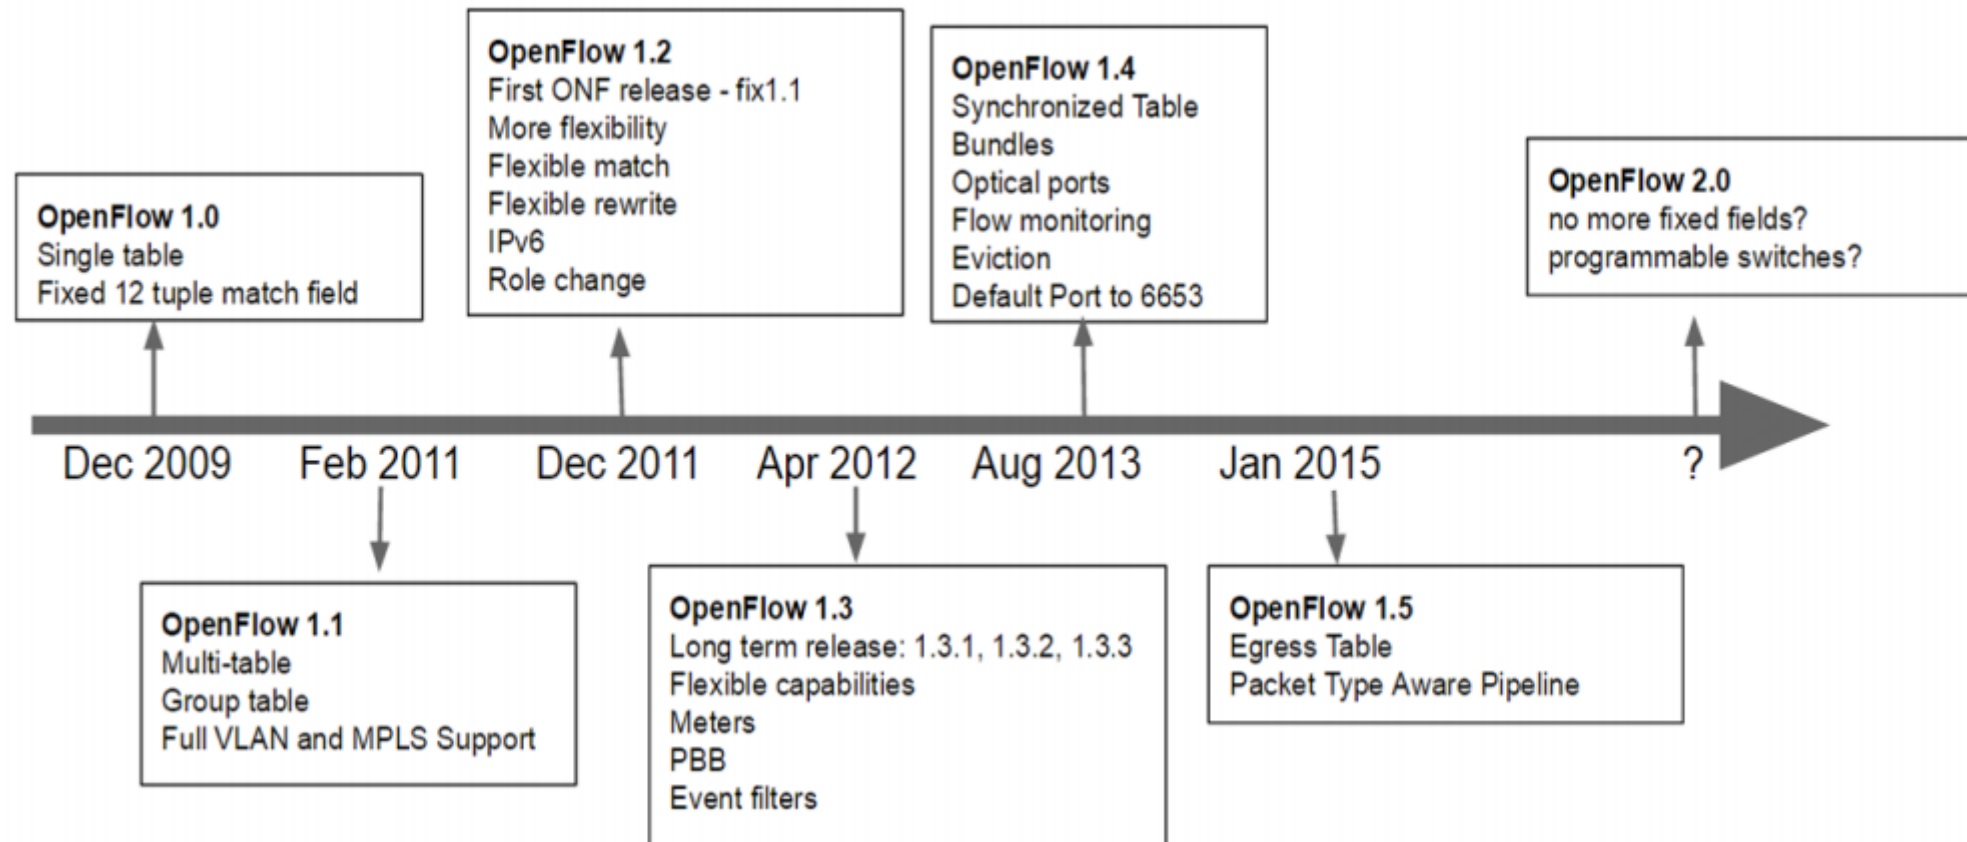 OpenFlow 1.0
Single table
Fixed 12 tuple match field
OpenFlow 1.2
First ONF release - fix1.1
More flexibility
Flexible match
Flexible rewrite
IPv6
Role change
OpenFlow 1.4
Synchronized Table
Bundles
Optical ports
Flow monitoring
Eviction
Default Port to 6653
OpenFlow 2.0
no more fixed fields?
programmable switches?
Dec 2009 Feb 2011 Dec 2011 Apr 2012 Aug 2013 Jan 2015 ?
OpenFlow 1.1
Multi-table
Group table
Full VLAN and MPLS Support
OpenFlow 1.3
Long term release: 1.3.1, 1.3.2, 1.3.3
Flexible capabilities
Meters
PBB
Event filters
OpenFlow 1.5
Egress Table
Packet Type Aware Pipeline